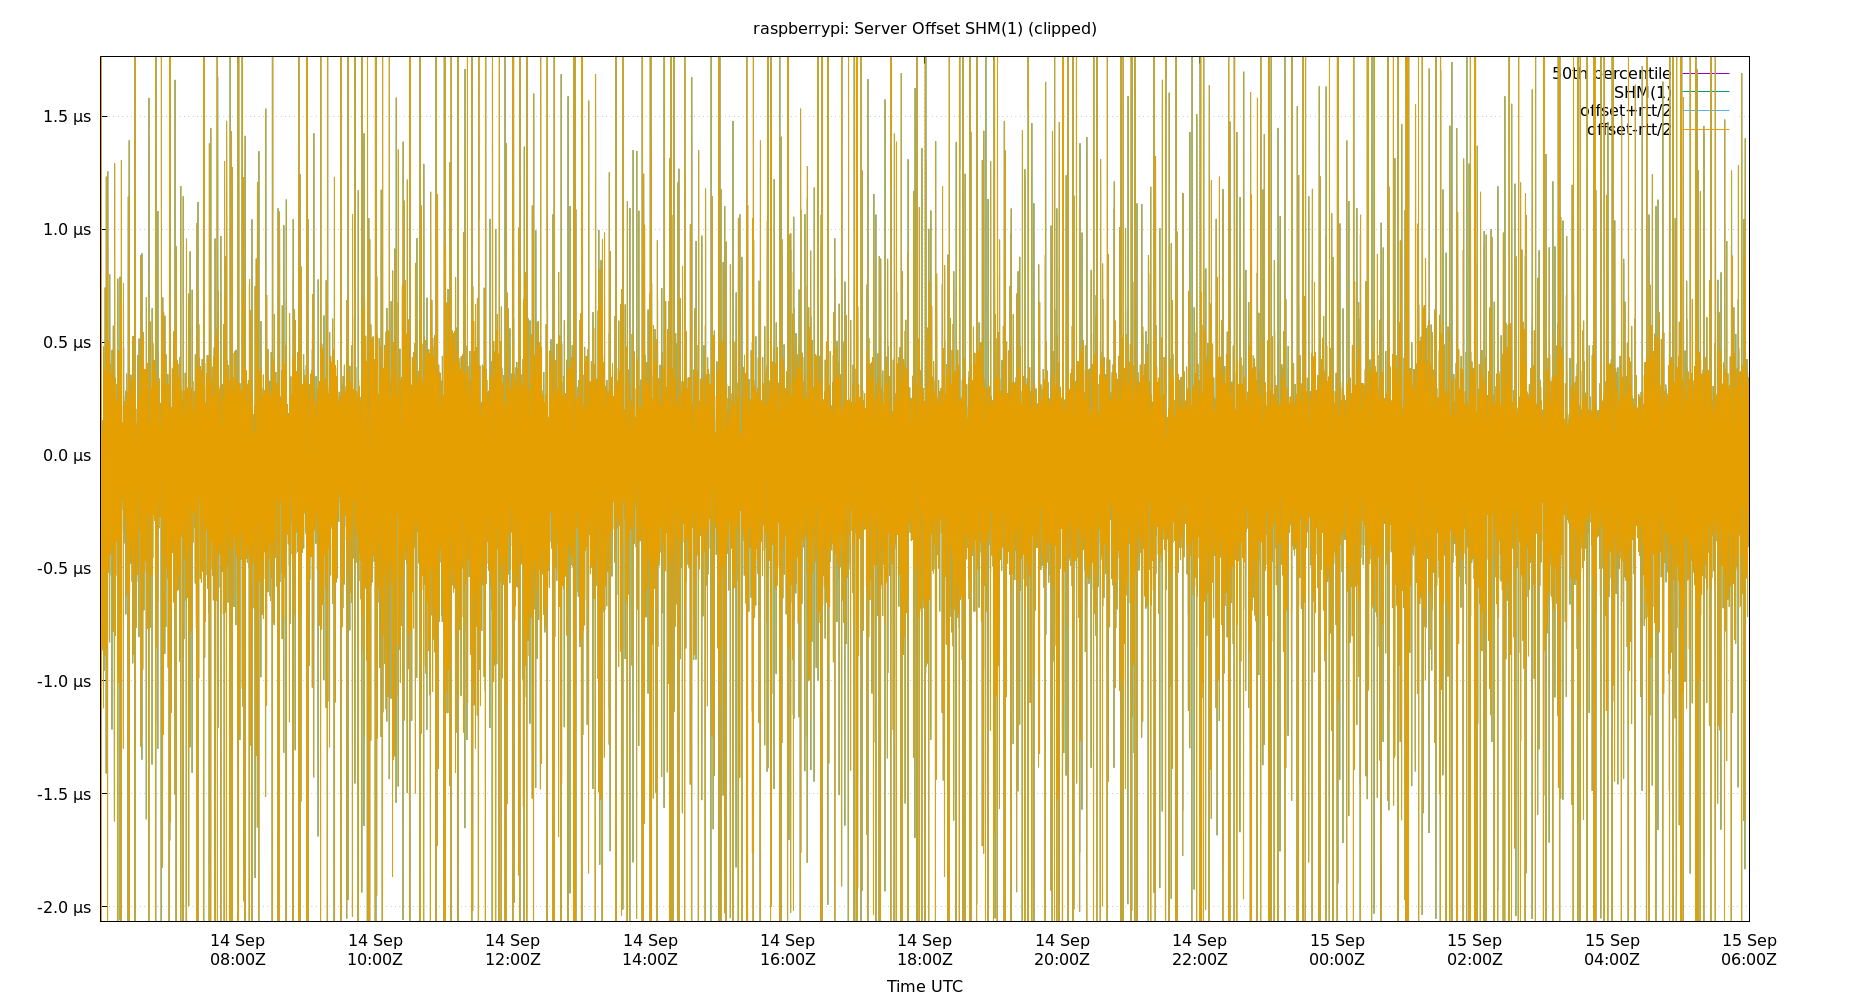 raspberrypi: Server Offset SHM(1) (clipped)
50th percentile
SHM(1)
offset+rtt/2
offset-rtt/2
1.5 µs
1.0 µs
0.5 µs
0.0 µs
-0.5 µs
-1.0 µs
-1.5 µs
-2.0 µs
14 Sep 14 Sep 14 Sep 14 Sep 14 Sep 14 Sep 14 Sep 14 Sep 15 Sep 15 Sep 15 Sep 15 Sep
08:00Z 10:00Z 12:00Z 14:00Z 16:00Z 18:00Z 20:00Z 22:00Z 00:00Z 02:00Z 04:00Z 06:00Z
Time UTC